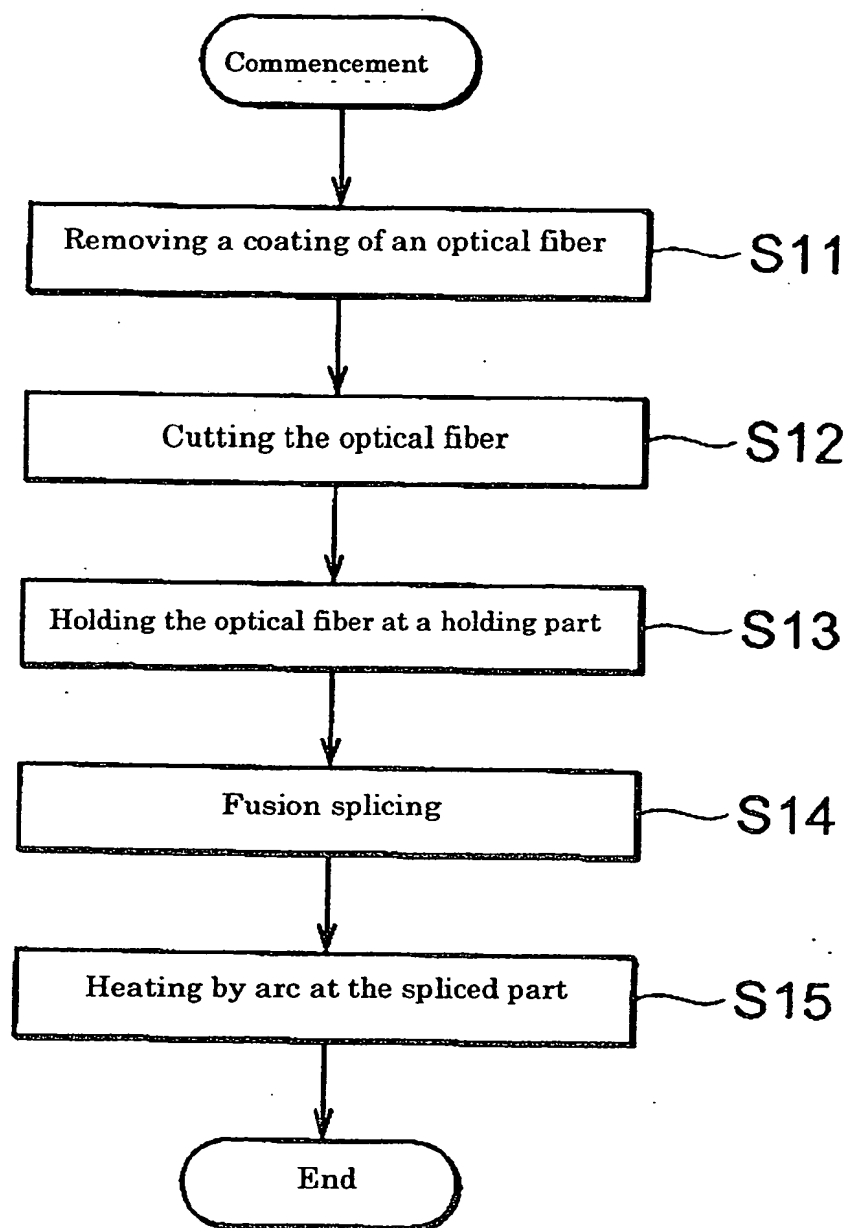 Commencement
Removing a coating of an optical fiber
S11
Cutting the optical fiber
S12
Holding the optical fiber at a holding part
S13
Fusion splicing
S14
Heating by arc at the spliced part
S15
End